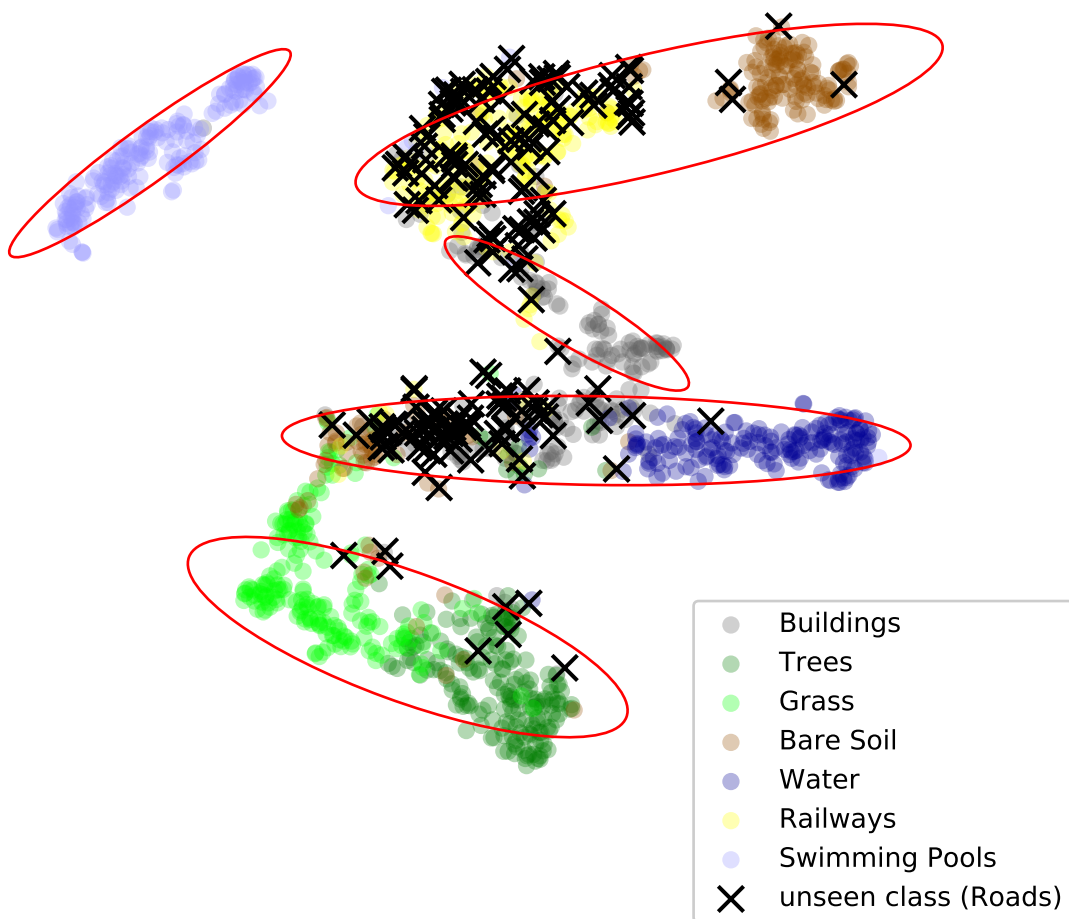 Buildings
Trees
Grass
Bare Soil
Water
Railways
Swimming Pools
unseen class (Roads)